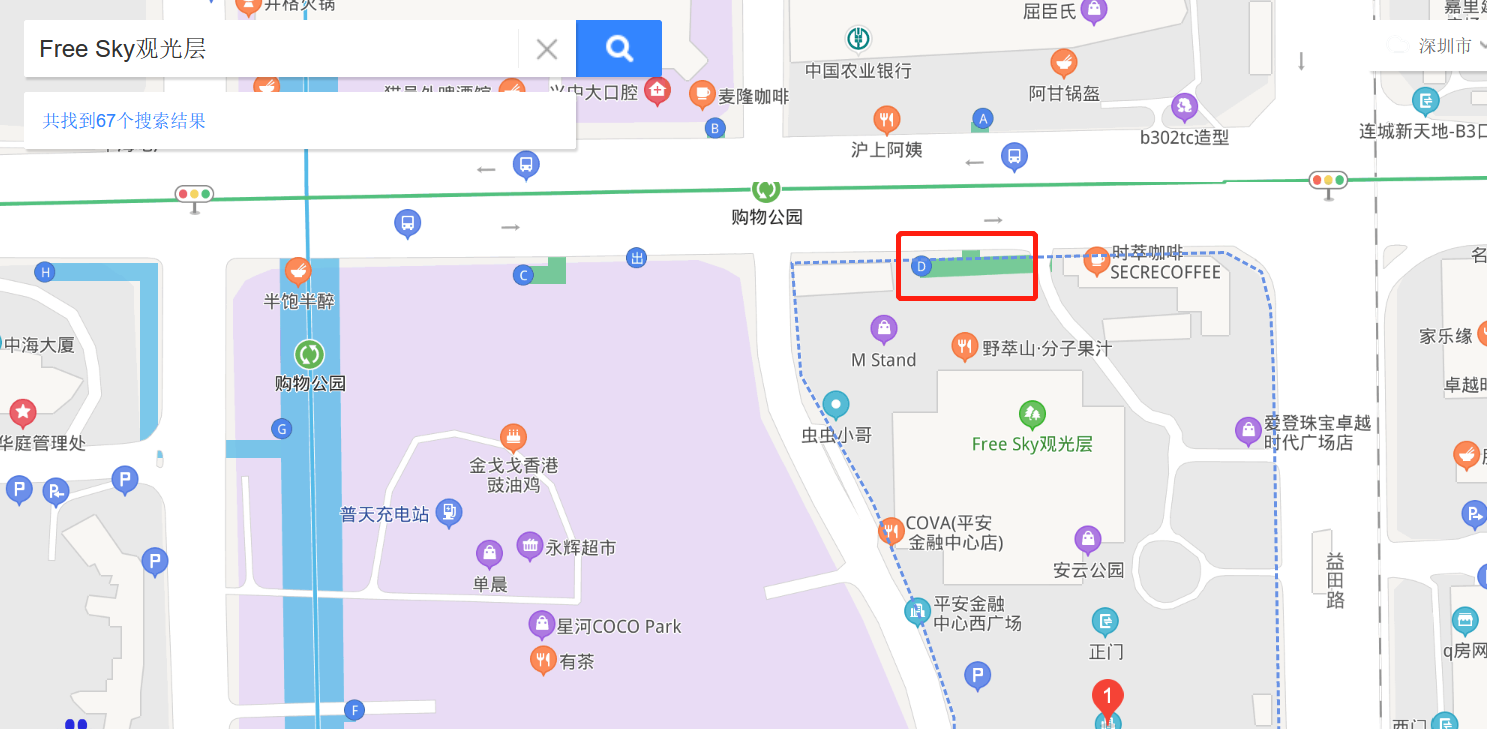 井格火锅
屈臣氏
Free Sky观光层
深圳市
中国农业银行
阿甘锅盔
兴中大口腔
麦隆咖啡
B
A
共找到67个搜索结果
b302tc造型
连城新天地-B3口
沪上阿姨
购物公园
H
C
出
D
时萃咖啡
SECRECOFFEE
半饱半醉
中海大厦
M Stand
野萃山·分子果汁
家乐缘
购物公园
华庭管理处
G
虫虫小哥
Free Sky观光层
爱登珠宝卓越
时代广场店
金戈戈香港
豉油鸡
P
P
P
普天充电站
COVA(平安
金融中心店)
P
永辉超市
单晨
P
安云公园
益田路
平安金融
中心西广场
星河COCO Park
正门
有茶
q房网
P
1
F
西门